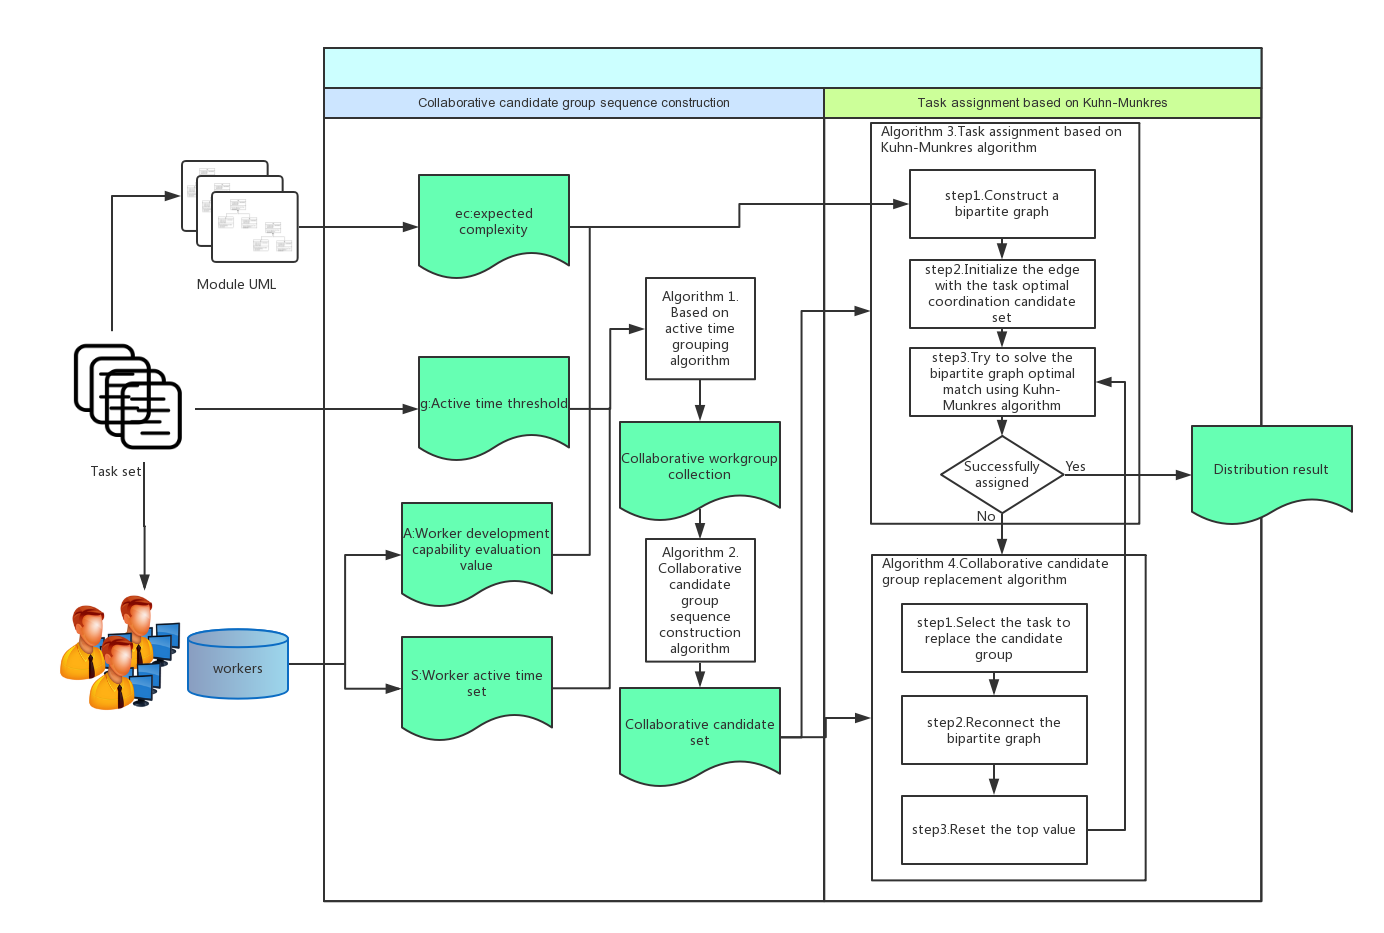 Collaborative candidate group sequence construction
Task assignment based on Kuhn-Munkres
Module UML
Task set
workers
ec:expected
complexity
g:Active time threshold
A:Worker development
capability evaluation
value
S:Worker active time
set
Algorithm 1.
Based on
active time
grouping
algorithm
Collaborative workgroup
collection
Algorithm 2.
Collaborative
candidate
group
sequence
construction
algorithm
Collaborative candidate
set
Algorithm 3.Task assignment based on
Kuhn-Munkres algorithm
step1.Construct a
bipartite graph
step2.Initialize the edge
with the task optimal
coordination candidate
set
step3.Try to solve the
bipartite graph optimal
match using Kuhn-
Munkres algorithm
Successfully
assigned
Yes
No
Distribution result
Algorithm 4.Collaborative candidate
group replacement algorithm
step1.Select the task to
replace the candidate
group
step2.Reconnect the
bipartite graph
step3.Reset the top value